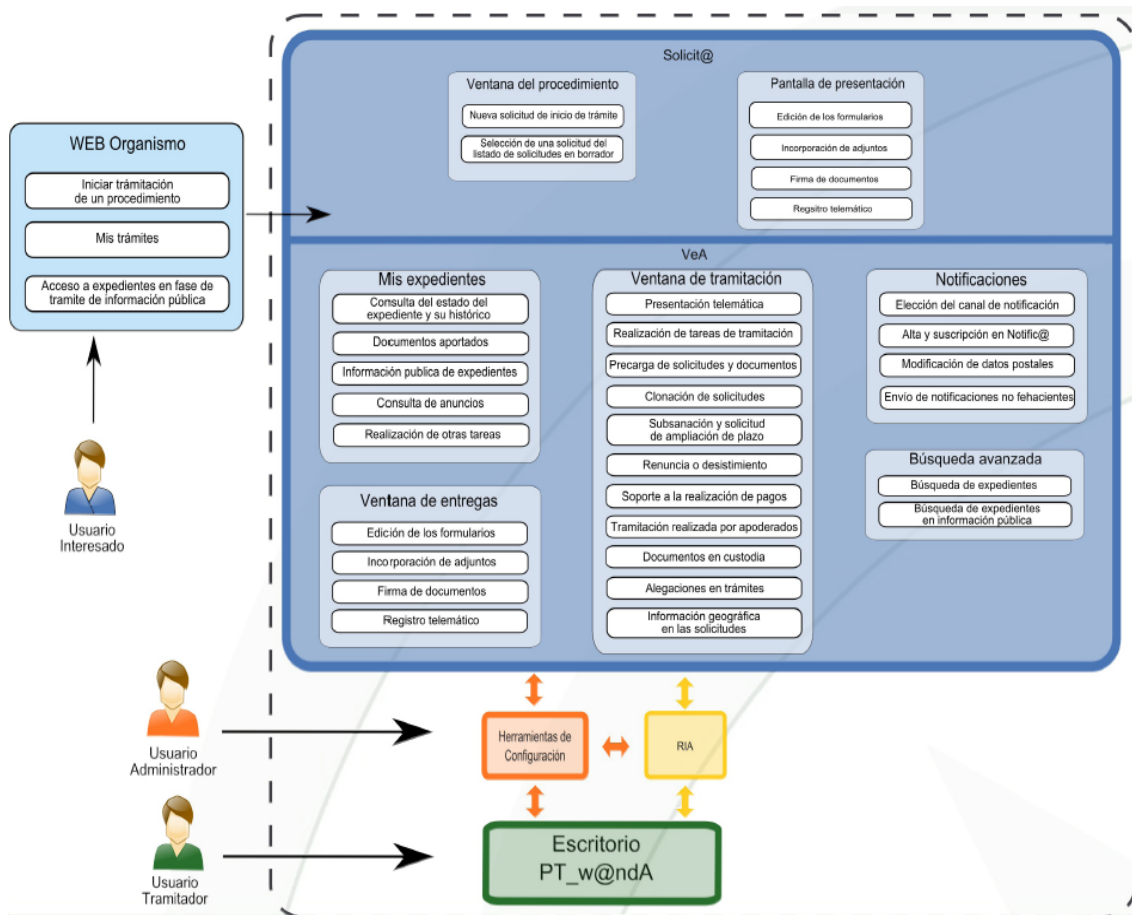 Solicit@
Ventana del procedimiento
Nueva solicitud de inicio de trámite
Selección de una solicitud del
listado de solicitudes en borrador
Pantalla de presentación
Edición de los formularios
Incorporación de adjuntos
Firma de documentos
Regsitro telemático
WEB Organismo
Iniciar trámitación
de un procedimiento
Mis trámites
Acceso a expedientes en fase de
tramite de información pública
Usuario
Interesado
VeA
Mis expedientes
Consulta del estado del
expediente y su histórico
Documentos aportados
Información publica de expedientes
Consulta de anuncios
Realización de otras tareas
Ventana de entregas
Edición de los formularios
Incorporación de adjuntos
Firma de documentos
Registro telemático
Ventana de tramitación
Presentación telemática
Realización de tareas de tramitación
Precarga de solicitudes y documentos
Clonación de solicitudes
Subsanación y solicitud
de ampliación de plazo
Renuncia o desistimiento
Soporte a la realización de pagos
Tramitación realizada por apoderados
Documentos en custodia
Alegaciones en trámites
Información geográfica
en las solicitudes
Notificaciones
Elección del canal de notificación
Alta y suscripción en Notific@
Modificación de datos postales
Envío de notificaciones no fehacientes
Búsqueda avanzada
Búsqueda de expedientes
Búsqueda de expedientes
en información pública
Usuario
Administrador
Herramientas de
Configuración
RIA
Usuario
Tramitador
Escritorio
PT_w@ndA